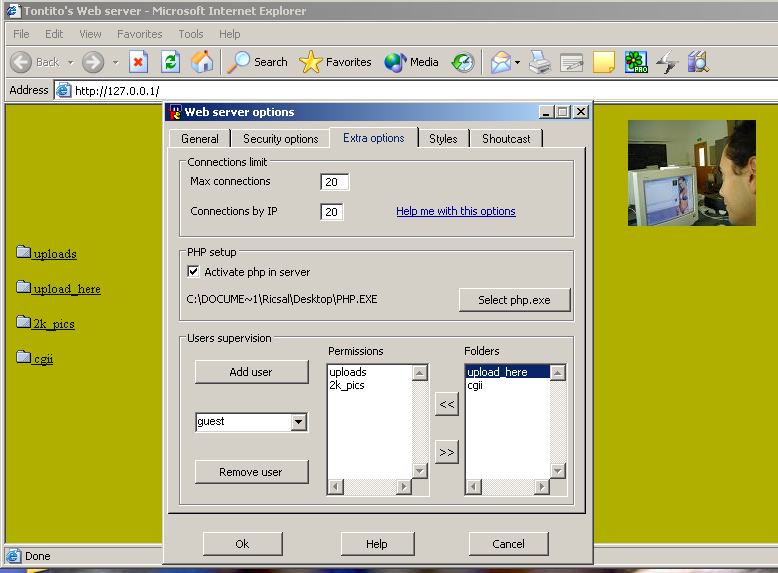 Tontito's Web server - Microsoft Internet Explorer
File Edit View Favorites Tools Help
Back Search Favorites Media PRO
Address http://127.0.0.1/
Web server options
General Security options Extra options Styles Shoutcast
Connections limit
Max connections 20
Connections by IP 20 Help me with this options
PHP setup
Activate php in server
C:\DOCUME~1\Ricsal\Desktop\PHP.EXE Select php.exe
Users supervision
Permissions Folders
Add user
uploads upload_here
2k_pics cgii
<<
guest
>>
Remove user
Ok Help Cancel
uploads
upload_here
2k_pics
cgii
Done